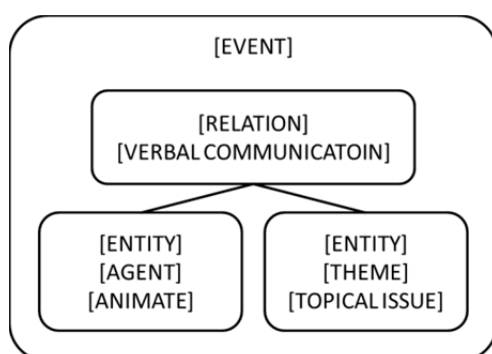 [EVENT]
[RELATION]
[VERBAL COMMUNICATOIN]
[ENTITY]
[AGENT]
[ANIMATE]
[ENTITY]
[THEME]
[TOPICAL ISSUE]